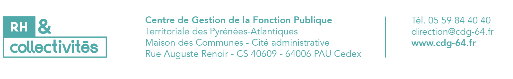 RH &
collectivités
Centre de Gestion de la Fonction Publique
Territoriale des Pyrénées-Atlantiques
Maison des Communes - Cité administrative
Rue Auguste Renoir - CS 40609 - 64006 PAU Cedex
Tél. 05 59 84 40 40
direction@cdg-64.fr
www.cdg-64.fr